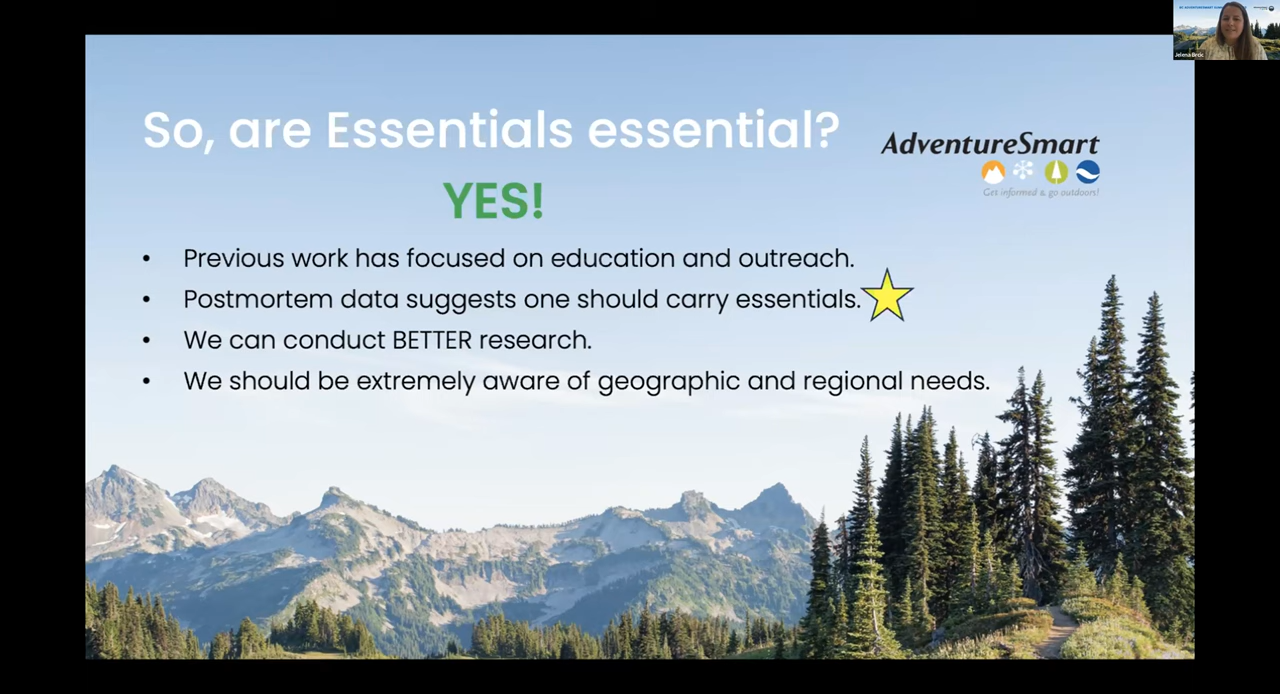 So, are Essentials essential?
AdventureSmart
Get informed & go outdoors!
YES!
• Previous work has focused on education and outreach.
• Postmortem data suggests one should carry essentials.
• We can conduct BETTER research.
• We should be extremely aware of geographic and regional needs.
Jelena Brcic